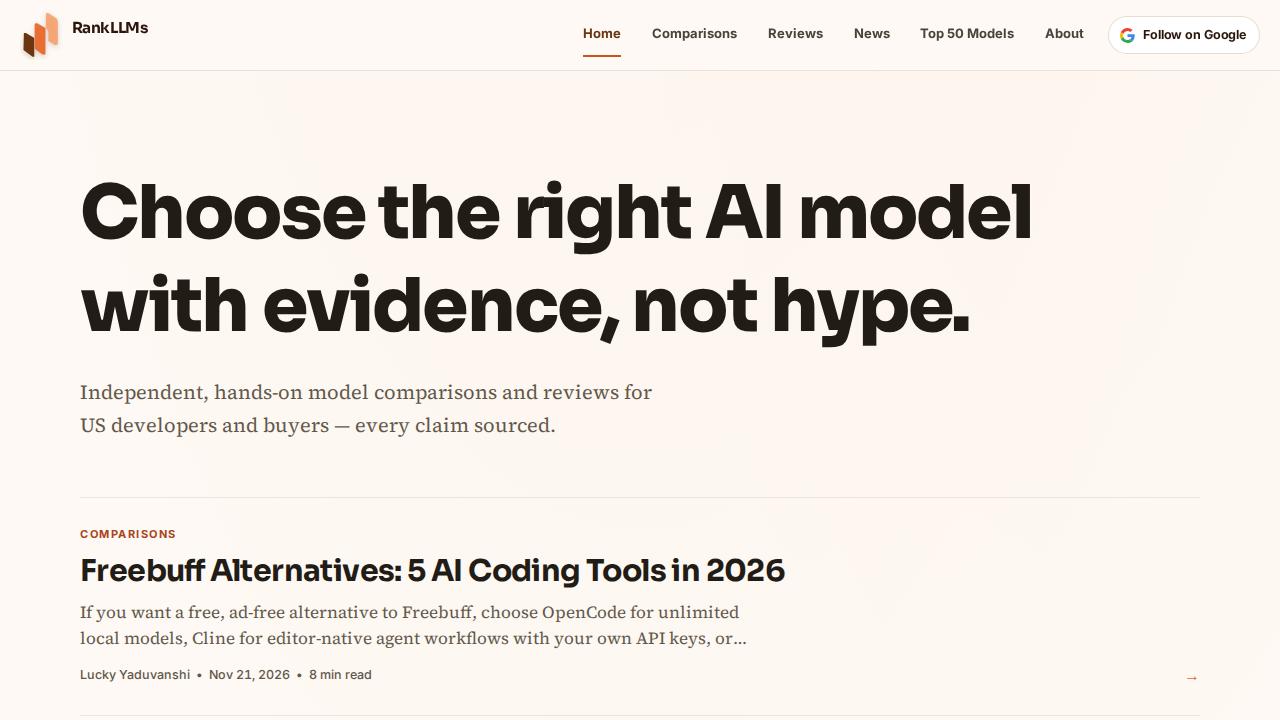 RankLLMs
Home
Comparisons
Reviews
News
Top 50 Models
About
Follow on Google
Choose the right AI model
with evidence, not hype.
Independent, hands-on model comparisons and reviews for
US developers and buyers — every claim sourced.
COMPARISONS
Freebuff Alternatives: 5 AI Coding Tools in 2026
If you want a free, ad-free alternative to Freebuff, choose OpenCode for unlimited
local models, Cline for editor-native agent workflows with your own API keys, or...
Lucky Yaduvanshi • Nov 21, 2026 • 8 min read
→